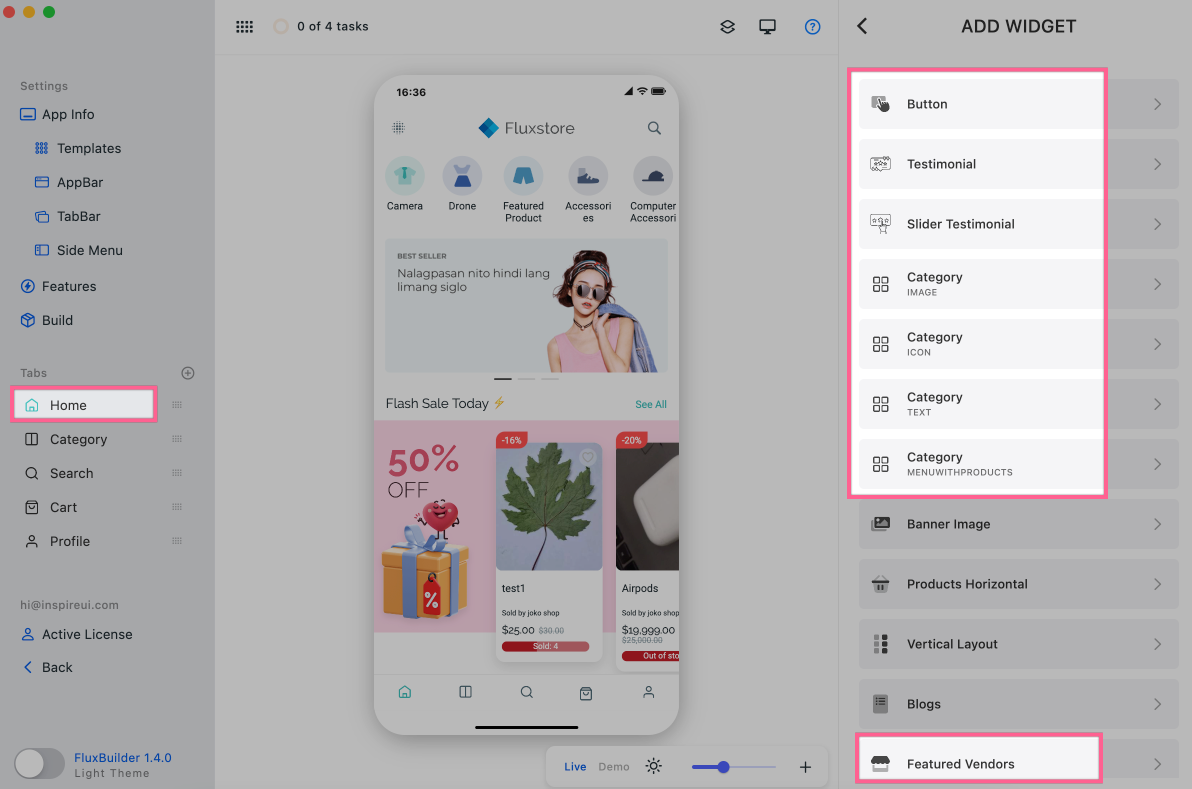 Settings
App Info
Templates
AppBar
TabBar
Side Menu
Features
Build
Tabs
Home
Category
Search
Cart
Profile
hi@inspireui.com
Active License
Back
FluxBuilder 1.4.0
Light Theme
0 of 4 tasks
16:36
Fluxstore
Camera
Drone
Featured
Product
Accessori
es
Computer
Accessori
BEST SELLER
Nalagpasan nito hindi lang
limang siglo
Flash Sale Today ⚡
See All
50%
OFF
%
-16%
test1
Sold by joko shop
$25.00 $30.00
Sold: 4
-20%
Airpods
Sold by joko shop
$19,999.00
$25,000.00
Out of sto
Live Demo
ADD WIDGET
Button
Testimonial
Slider Testimonial
Category
IMAGE
Category
ICON
Category
TEXT
Category
MENUWITHPRODUCTS
Banner Image
Products Horizontal
Vertical Layout
Blogs
Featured Vendors